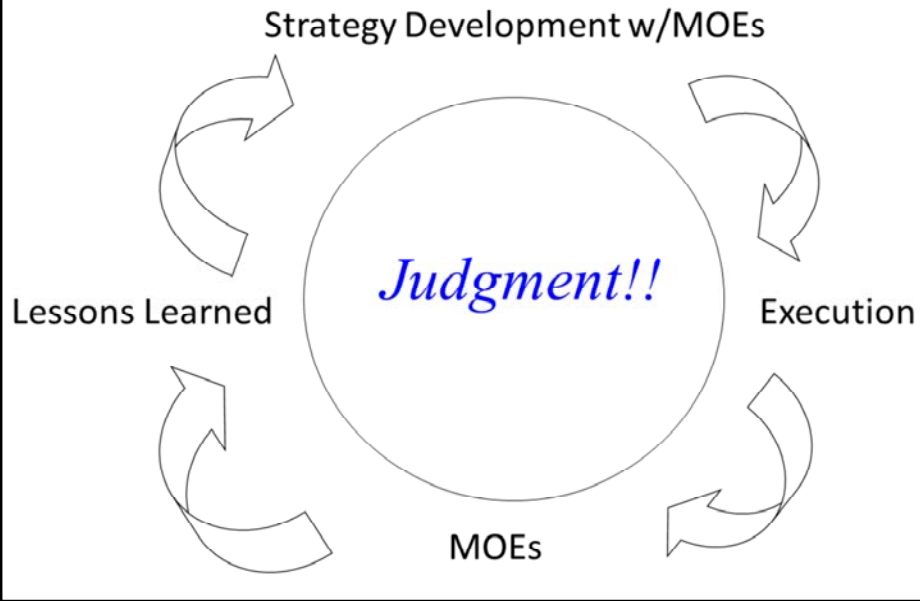 Strategy Development w/MOEs
Judgment!!
Lessons Learned
Execution
MOEs